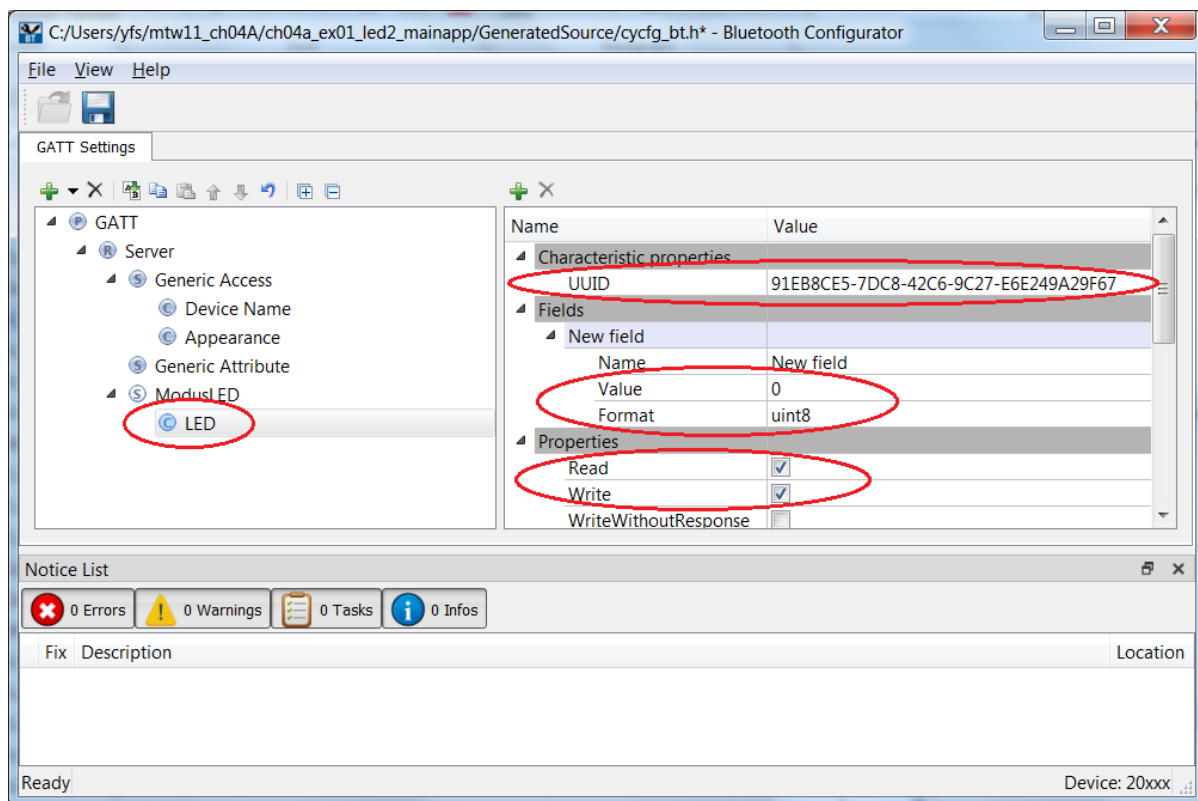 BT C:/Users/yfs/mtw11_ch04A/ch04a_ex01_led2_mainapp/GeneratedSource/cycfg_bt.h* - Bluetooth Configurator
File View Help
GATT Settings
P GATT
R Server
S Generic Access
C Device Name
C Appearance
S Generic Attribute
S ModusLED
C LED
Name Value
Characteristic properties
UUID 91EB8CE5-7DC8-42C6-9C27-E6E249A29F67
Fields
New field
Name New field
Value 0
Format uint8
Properties
Read
Write
WriteWithoutResponse
Notice List
0 Errors 0 Warnings 0 Tasks 0 Infos
Fix Description Location
Ready Device: 20xxx